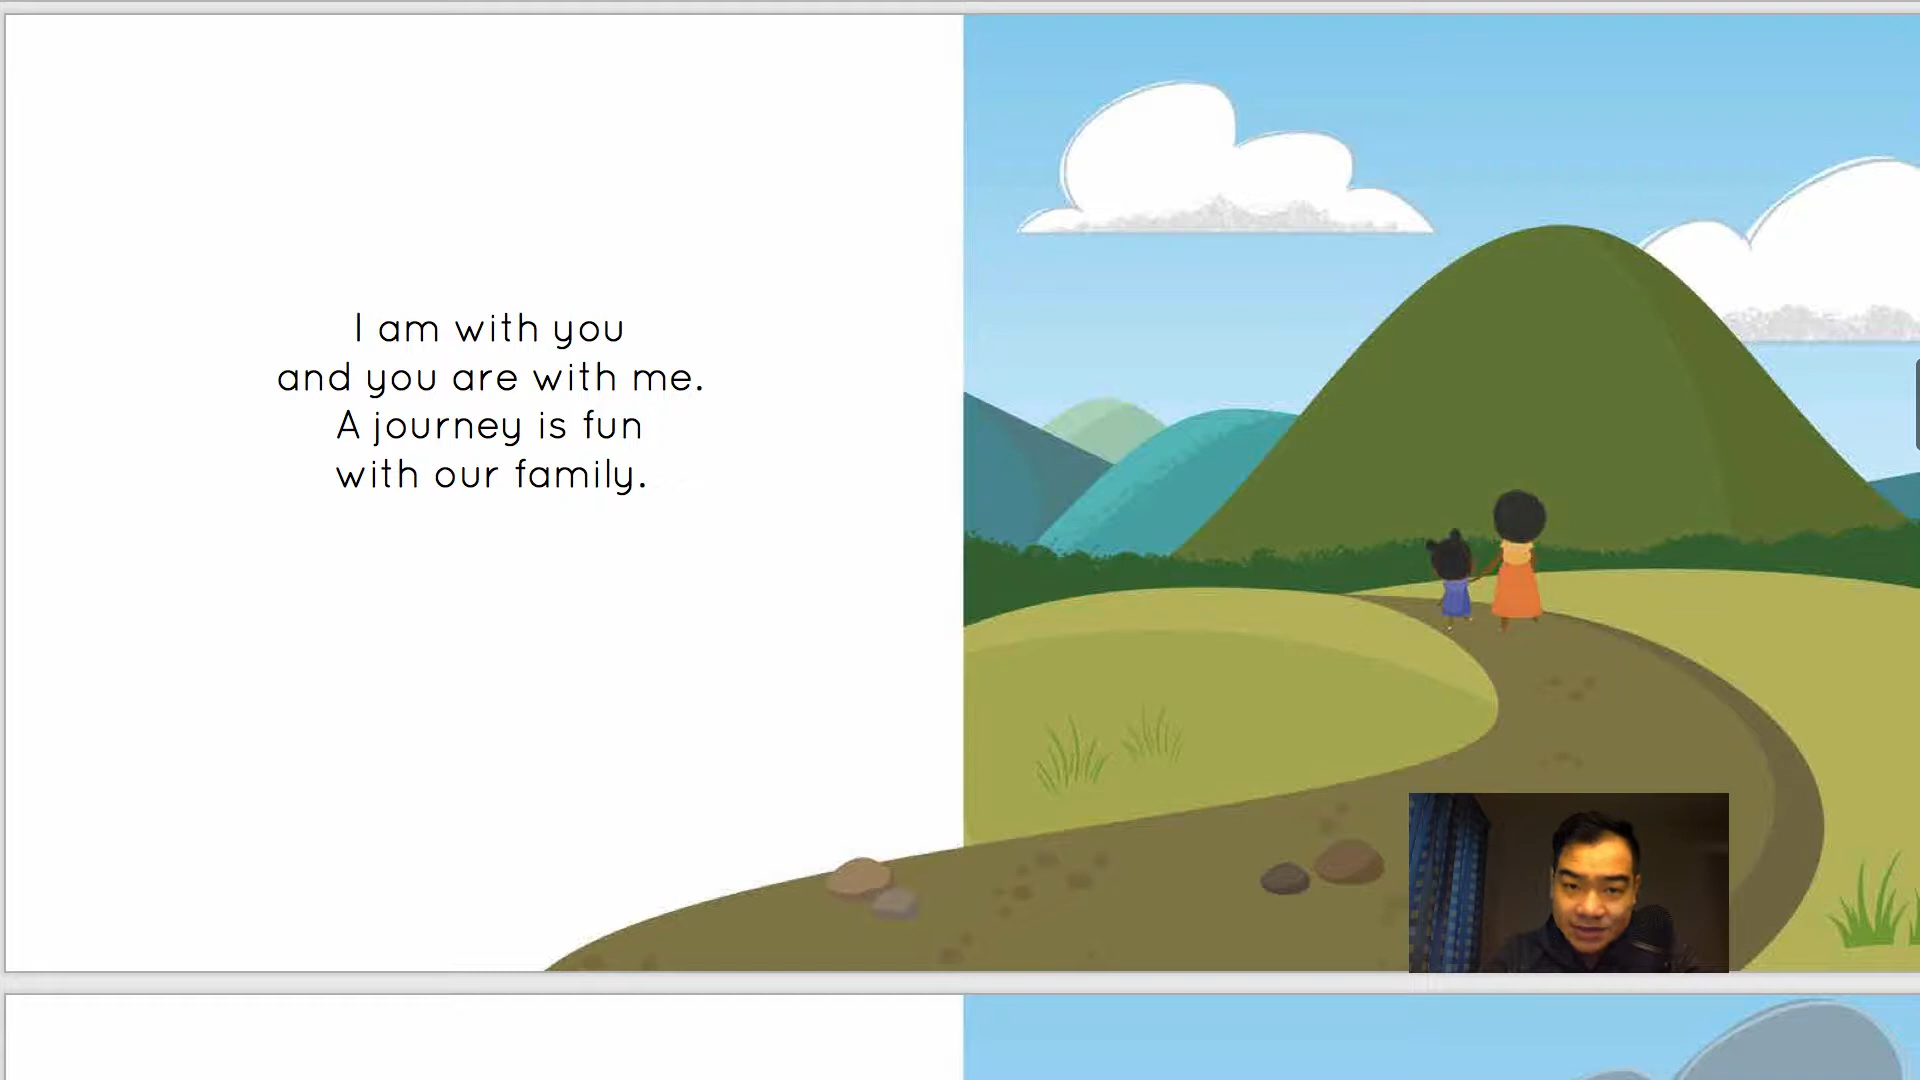 I am with you
and you are with me.
A journey is fun
with our family.